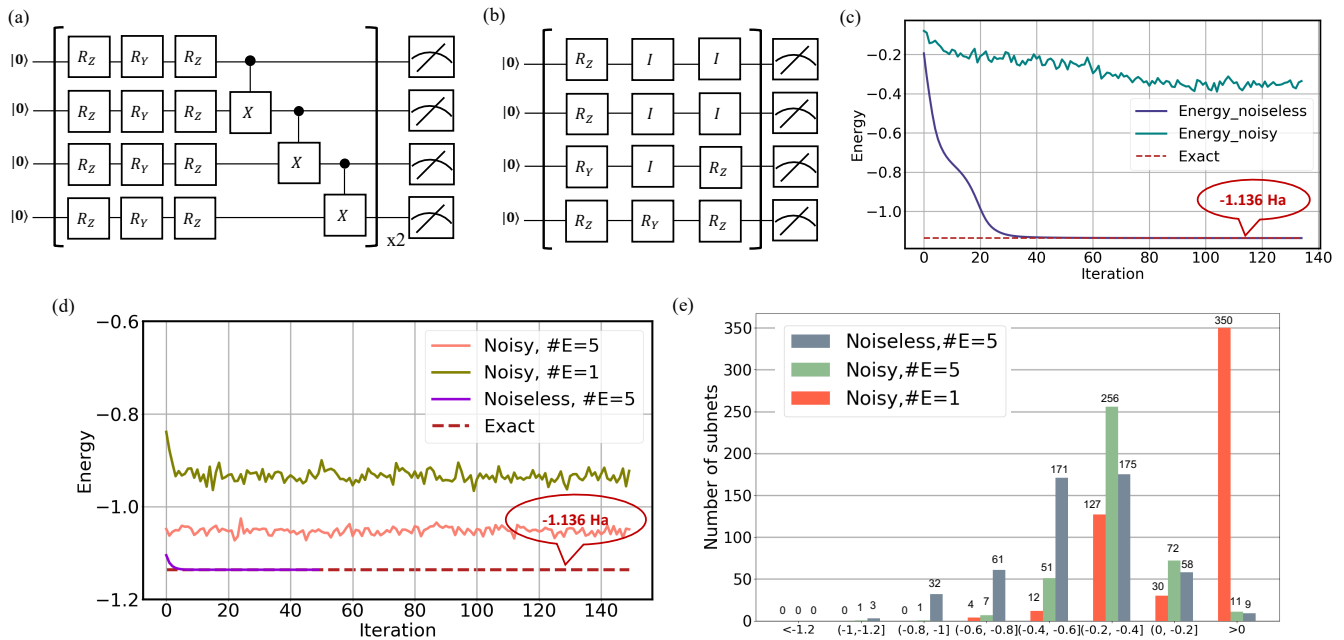 (a)
|0⟩ R_Z R_Y R_Z
|0⟩ R_Z R_Y R_Z X
|0⟩ R_Z R_Y R_Z X
|0⟩ R_Z R_Y R_Z X
x2
(b)
|0⟩ R_Z I I
|0⟩ R_Z I I
|0⟩ R_Y I R_Z
|0⟩ R_Z R_Y R_Z
(c)
Energy
−0.2
−0.4
−0.6
−0.8
−1.0
Energy_noiseless
Energy_noisy
Exact
-1.136 Ha
0 20 40 60 80 100 120 140
Iteration
(d)
Energy
−0.6
−0.8
−1.0
−1.2
Noisy, #E=5
Noisy, #E=1
Noiseless, #E=5
Exact
-1.136 Ha
0 20 40 60 80 100 120 140
Iteration
(e)
Number of subnets
350
300
250
200
150
100
50
0
Noiseless,#E=5
Noisy,#E=5
Noisy,#E=1
0 0 0
0 1 3
0 1 32
4 7 61
12 51 171
127 256 175
30 72 58
350 11 9
<-1.2 (-1,-1.2] (-0.8, -1] (-0.6, -0.8] (-0.4, -0.6] (-0.2, -0.4] (0, -0.2] >0